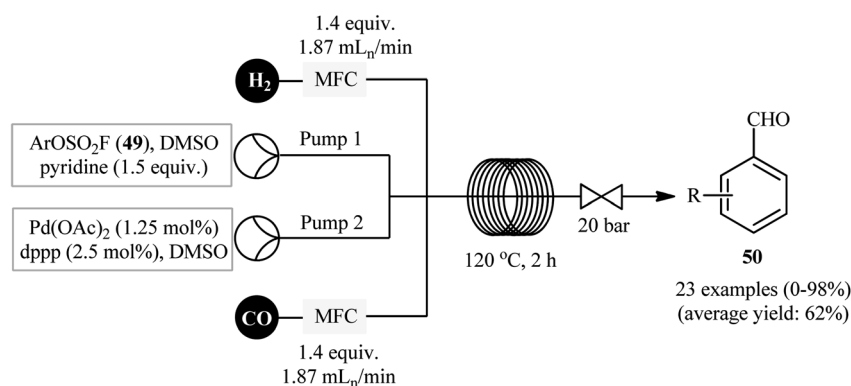 1.4 equiv.
1.87 mLₙ/min
H₂
MFC
ArOSO₂F (49), DMSO
pyridine (1.5 equiv.)
Pump 1
Pd(OAc)₂ (1.25 mol%)
dppp (2.5 mol%), DMSO
Pump 2
CO
MFC
1.4 equiv.
1.87 mLₙ/min
120 °C, 2 h
20 bar
CHO
R
50
23 examples (0-98%)
(average yield: 62%)